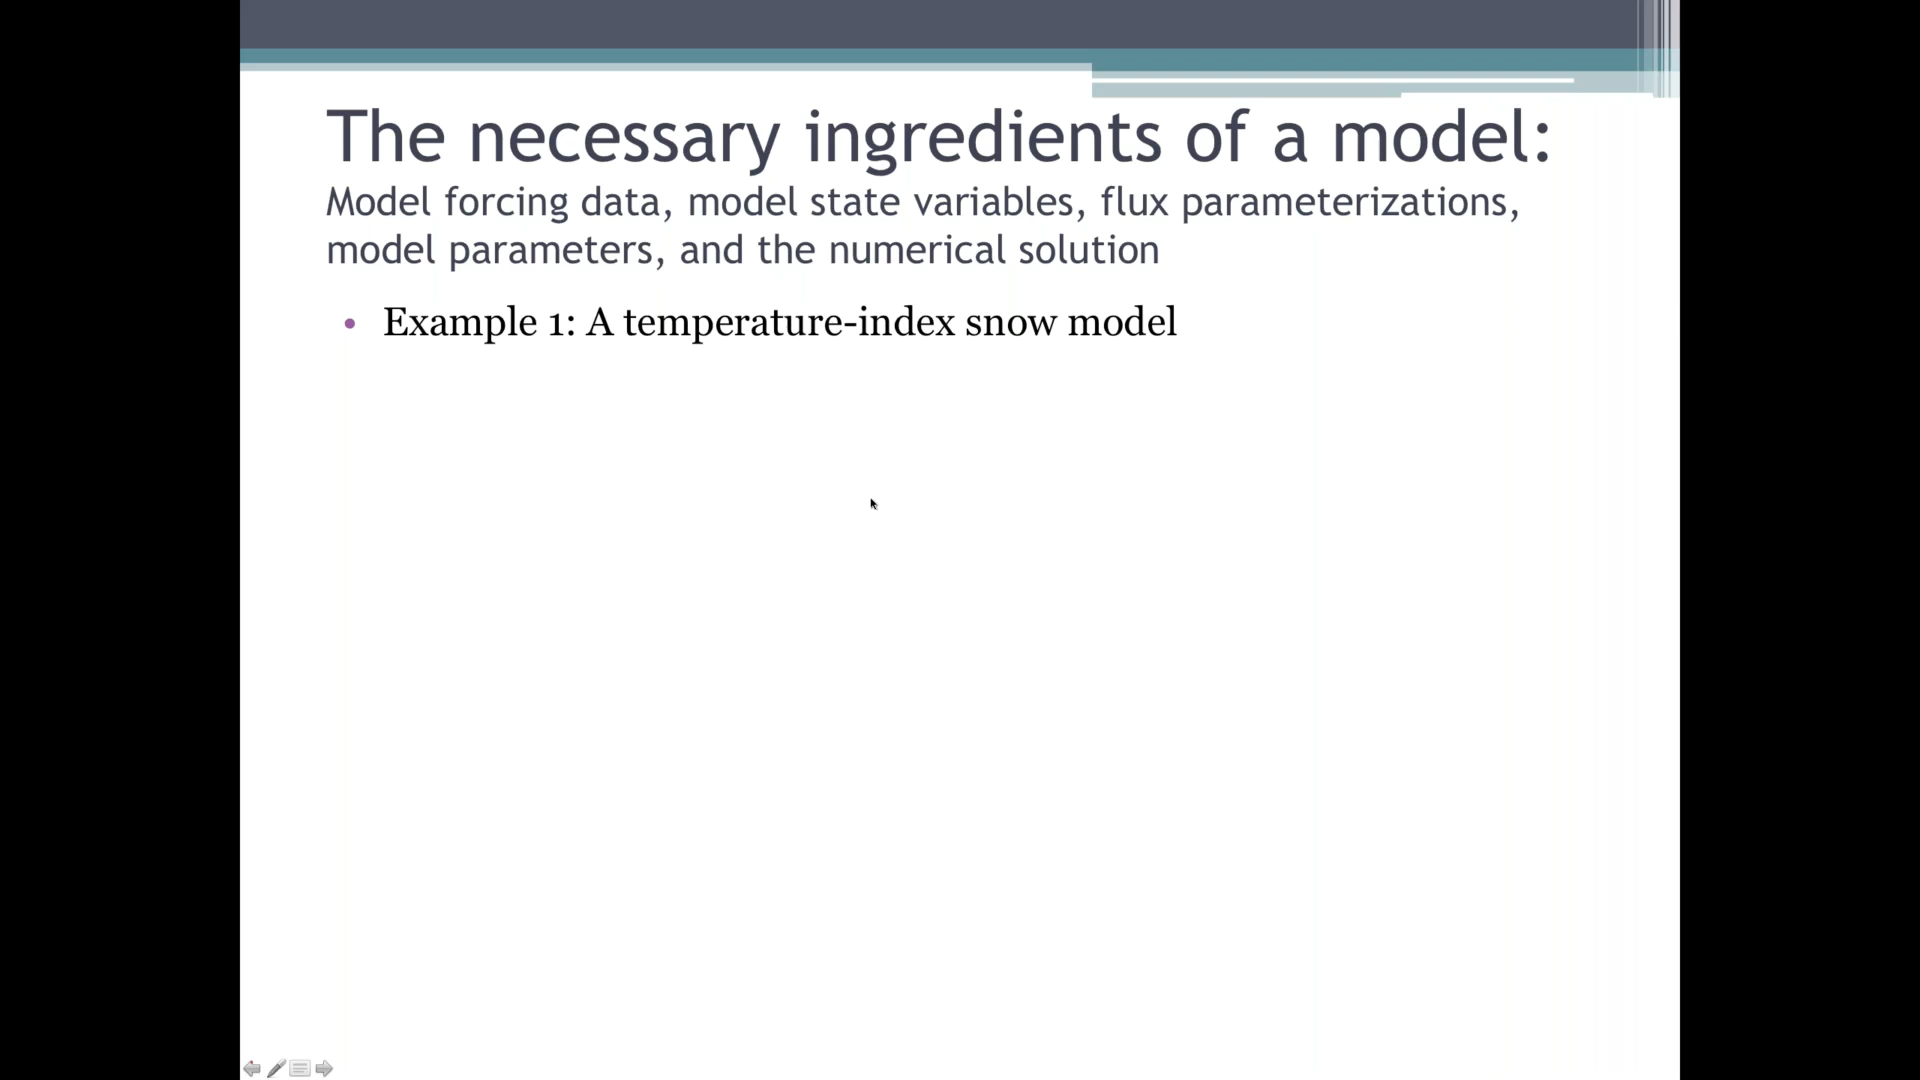 The necessary ingredients of a model:
Model forcing data, model state variables, flux parameterizations,
model parameters, and the numerical solution
• Example 1: A temperature-index snow model